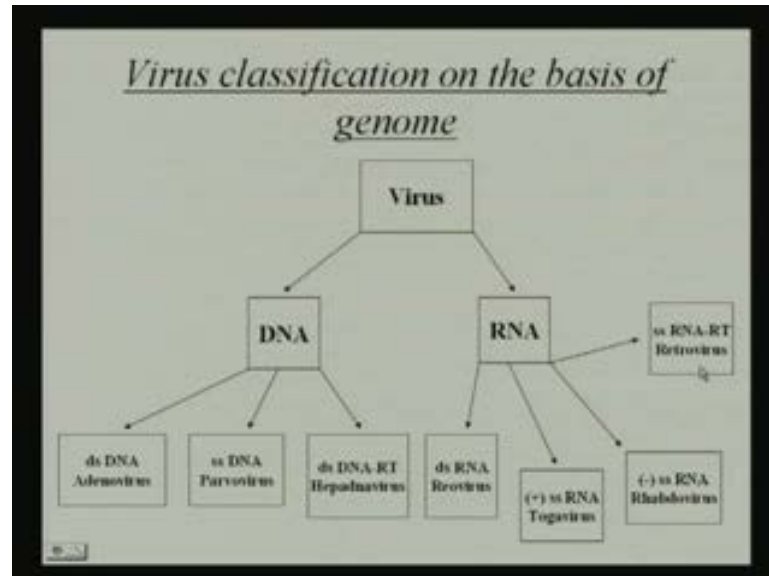 Virus classification on the basis of
genome
Virus
DNA
RNA
ss RNA-RT
Retrovirus
ds DNA
Adenovirus
ss DNA
Parvovirus
ds DNA-RT
Hepadnavirus
ds RNA
Reovirus
(+) ss RNA
Togavirus
(-) ss RNA
Rhabdovirus